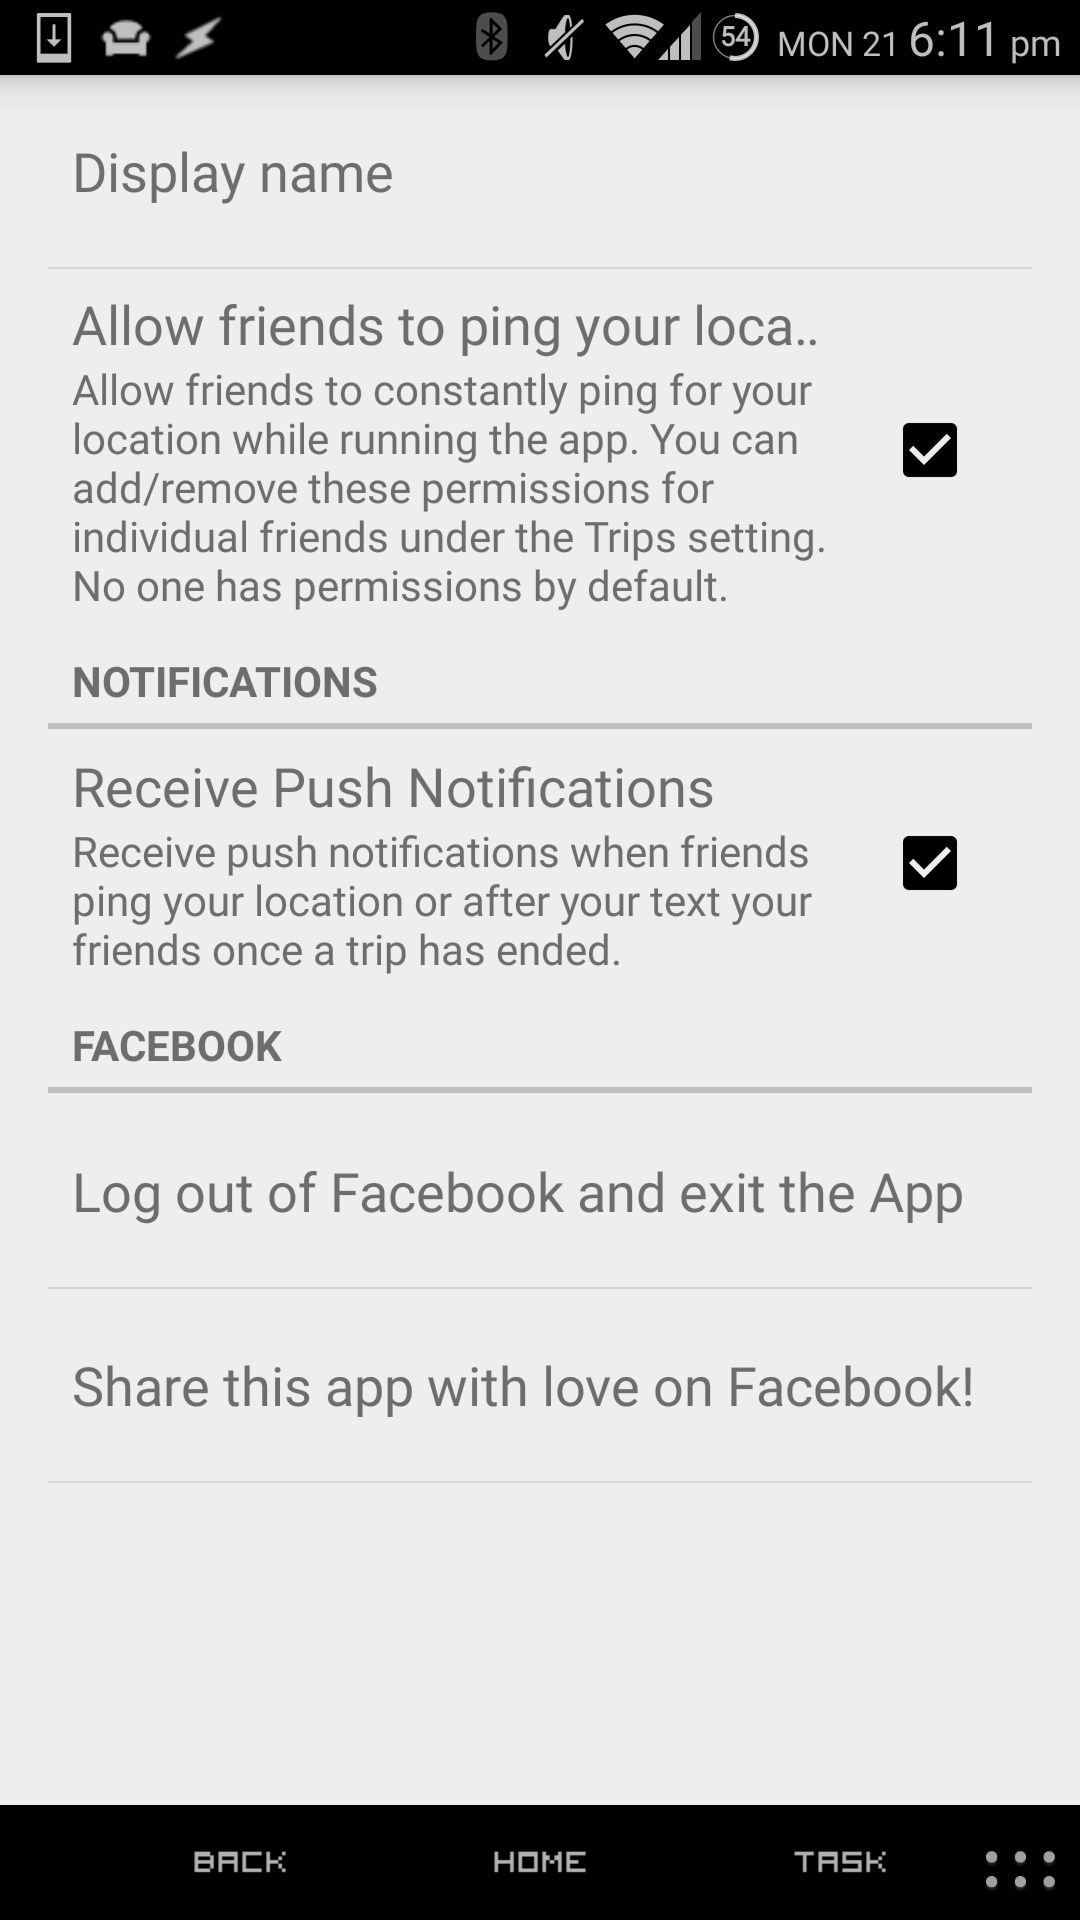 54 MON 21 6:11 pm
Display name
Allow friends to ping your loca..
Allow friends to constantly ping for your
location while running the app. You can
add/remove these permissions for
individual friends under the Trips setting.
No one has permissions by default.
NOTIFICATIONS
Receive Push Notifications
Receive push notifications when friends
ping your location or after your text your
friends once a trip has ended.
FACEBOOK
Log out of Facebook and exit the App
Share this app with love on Facebook!
BACK HOME TASK